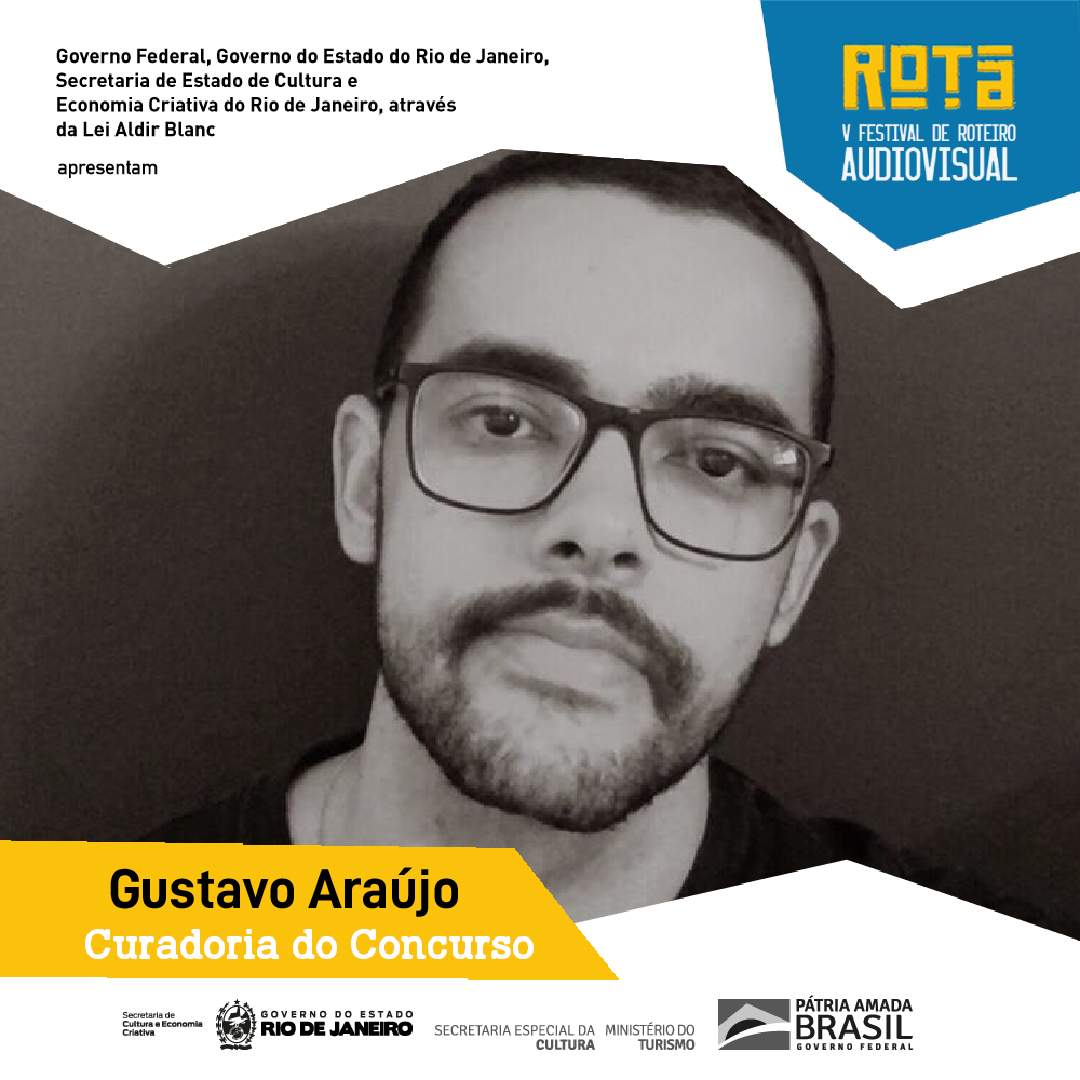 Governo Federal, Governo do Estado do Rio de Janeiro,
Secretaria de Estado de Cultura e
Economia Criativa do Rio de Janeiro, através
da Lei Aldir Blanc
apresentam
ROTA
V FESTIVAL DE ROTEIRO
AUDIOVISUAL
Gustavo Araújo
Curadoria do Concurso
Secretaria de
Cultura e Economia
Criativa
GOVERNO DO ESTADO
RIO DE JANEIRO
SECRETARIA ESPECIAL DA
CULTURA
MINISTÉRIO DO
TURISMO
PÁTRIA AMADA
BRASIL
GOVERNO FEDERAL